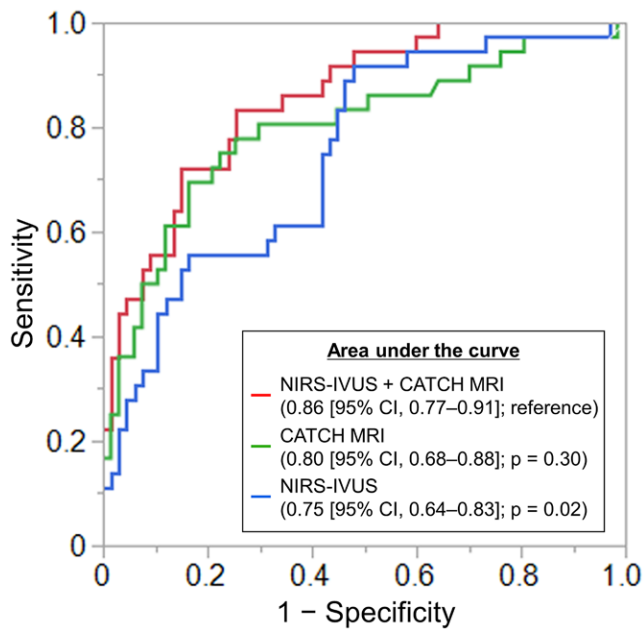 1.0
0.8
0.6
0.4
0.2
0
Sensitivity
Area under the curve
NIRS-IVUS + CATCH MRI
(0.86 [95% CI, 0.77–0.91]; reference)
CATCH MRI
(0.80 [95% CI, 0.68–0.88]; p = 0.30)
NIRS-IVUS
(0.75 [95% CI, 0.64–0.83]; p = 0.02)
0 0.2 0.4 0.6 0.8 1.0
1 − Specificity